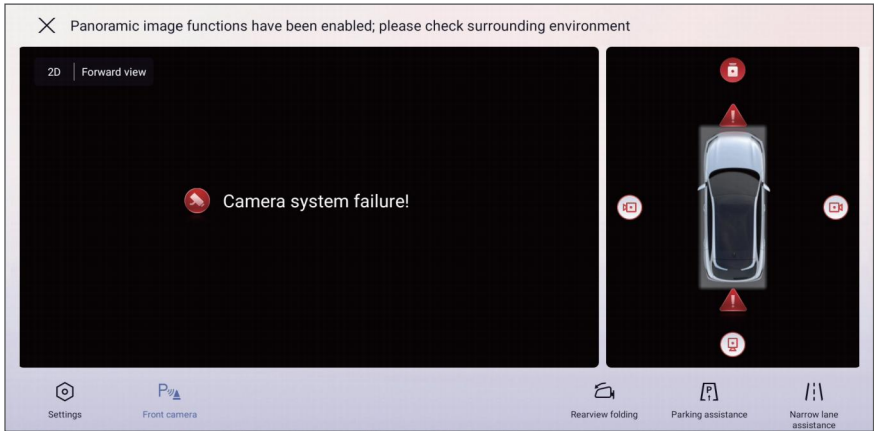 Panoramic image functions have been enabled; please check surrounding environment
2D Forward view
Camera system failure!
Settings
Front camera
Rearview folding
Parking assistance
Narrow lane
assistance